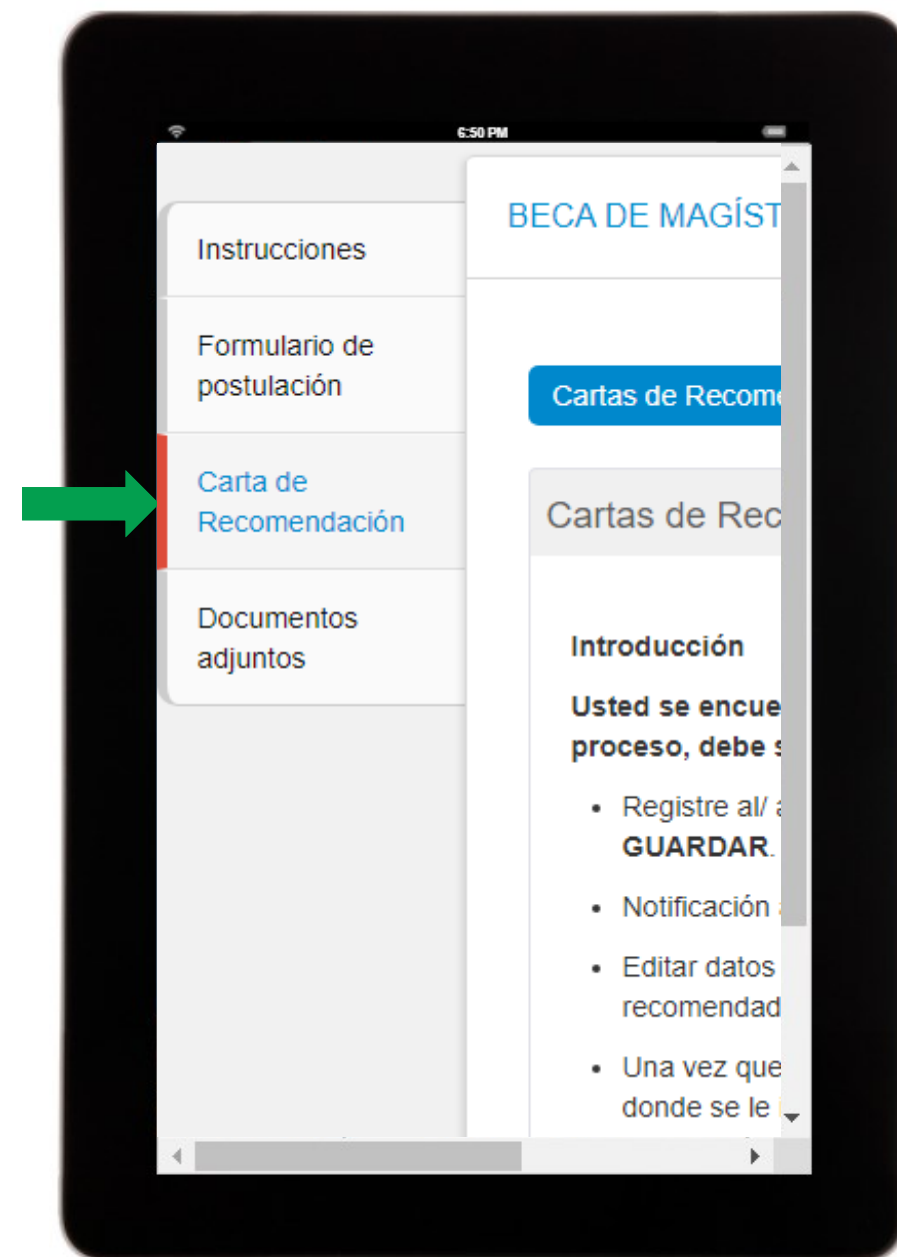 6:50 PM
Instrucciones
Formulario de
postulación
Carta de
Recomendación
Documentos
adjuntos
BECA DE MAGÍST
Cartas de Recom
Cartas de Rec
Introducción
Usted se encue
proceso, debe s
• Registre al/ a
GUARDAR.
• Notificación
• Editar datos
recomendad
• Una vez que
donde se le